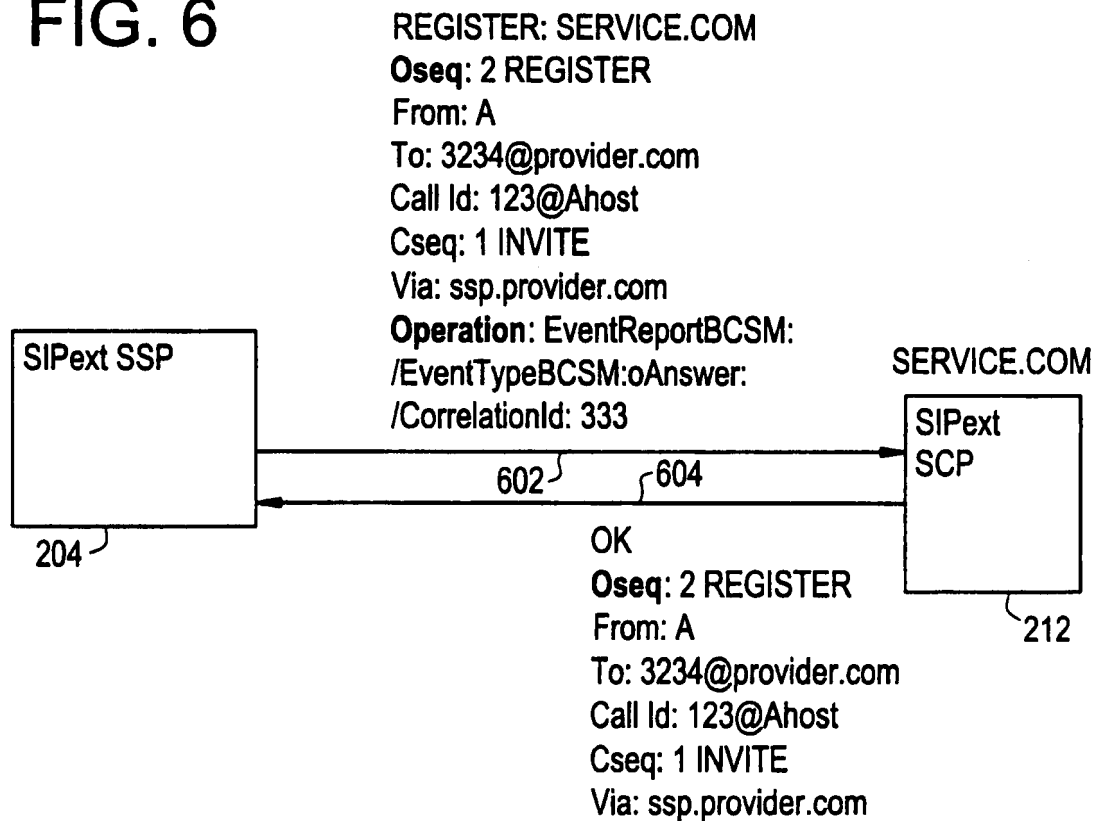 FIG. 6
REGISTER: SERVICE.COM
Oseq: 2 REGISTER
From: A
To: 3234@provider.com
Call Id: 123@Ahost
Cseq: 1 INVITE
Via: ssp.provider.com
Operation: EventReportBCSM:
/EventTypeBCSM:oAnswer:
/CorrelationId: 333
SIPext SSP
204
602
604
SERVICE.COM
SIPext
SCP
212
OK
Oseq: 2 REGISTER
From: A
To: 3234@provider.com
Call Id: 123@Ahost
Cseq: 1 INVITE
Via: ssp.provider.com